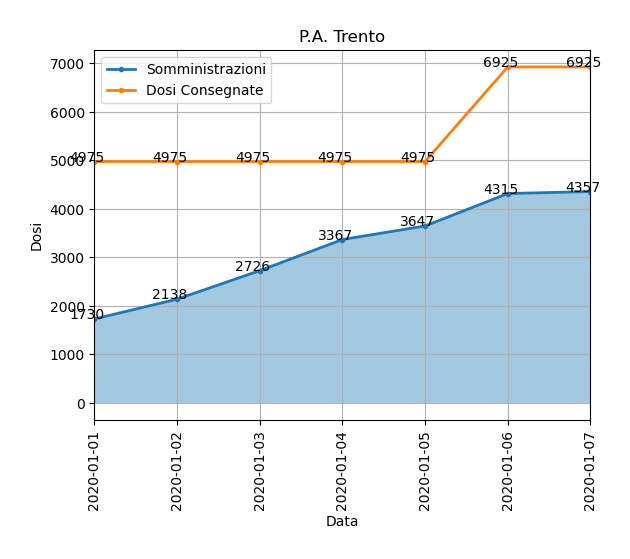 P.A. Trento
Somministrazioni
Dosi Consegnate
7000
6000
5000
4000
3000
2000
1000
0
Dosi
4975 4975 4975 4975 4975 6925 6925
1730 2138 2726 3367 3647 4315 4357
2020-01-01
2020-01-02
2020-01-03
2020-01-04
2020-01-05
2020-01-06
2020-01-07
Data